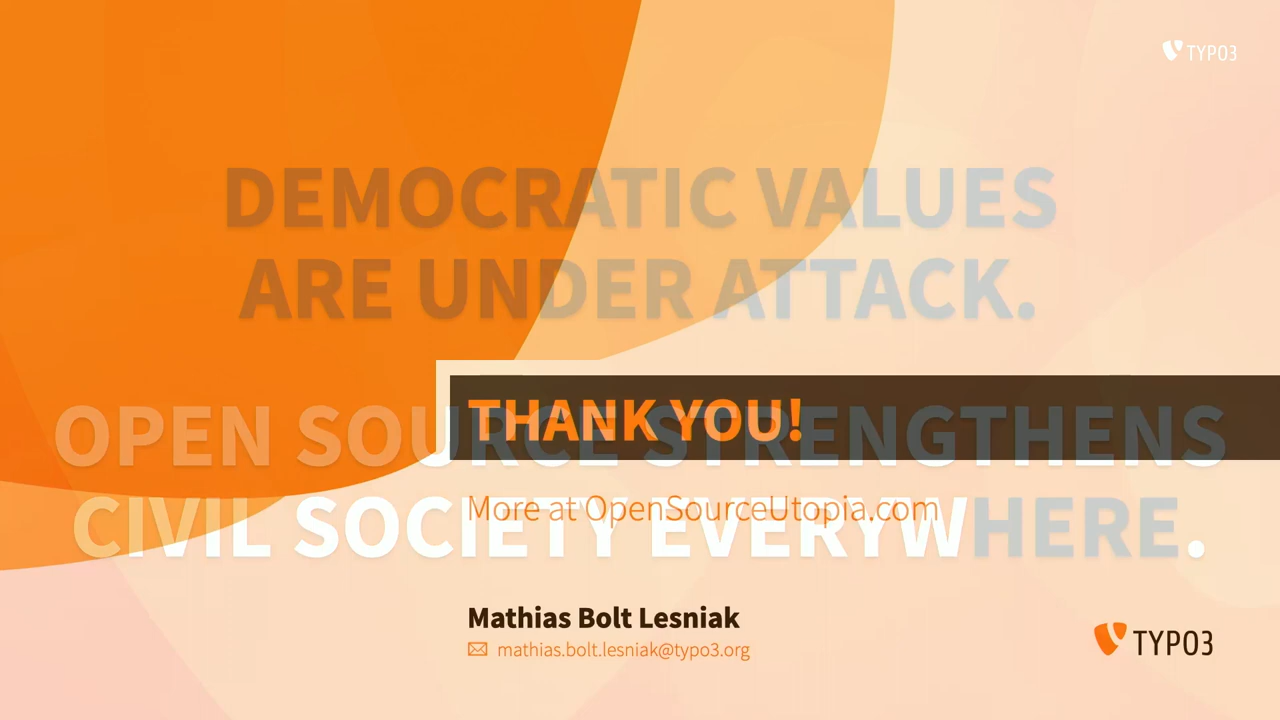 TYPO3
DEMOCRATIC VALUES
ARE UNDER ATTACK.
OPEN SOURCE STRENGTHENS
CIVIL SOCIETY EVERYWHERE.
THANK YOU!
More at OpenSourceUtopia.com
Mathias Bolt Lesniak
mathias.bolt.lesniak@typo3.org
TYPO3